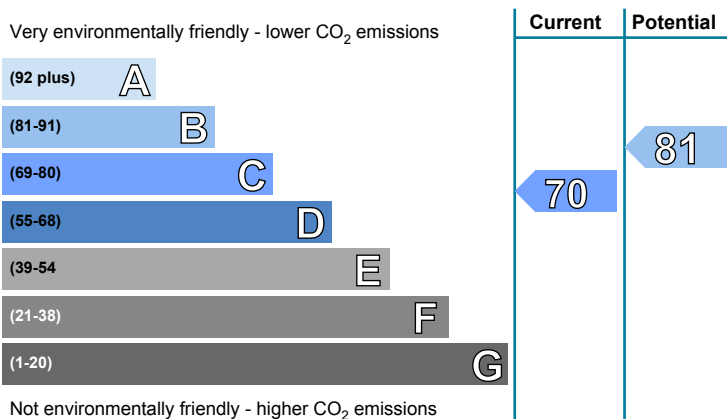 Current Potential
Very environmentally friendly - lower CO2 emissions
(92 plus) A
(81-91) B
81
(69-80) C
70
(55-68) D
(39-54 E
(21-38) F
(1-20) G
Not environmentally friendly - higher CO2 emissions